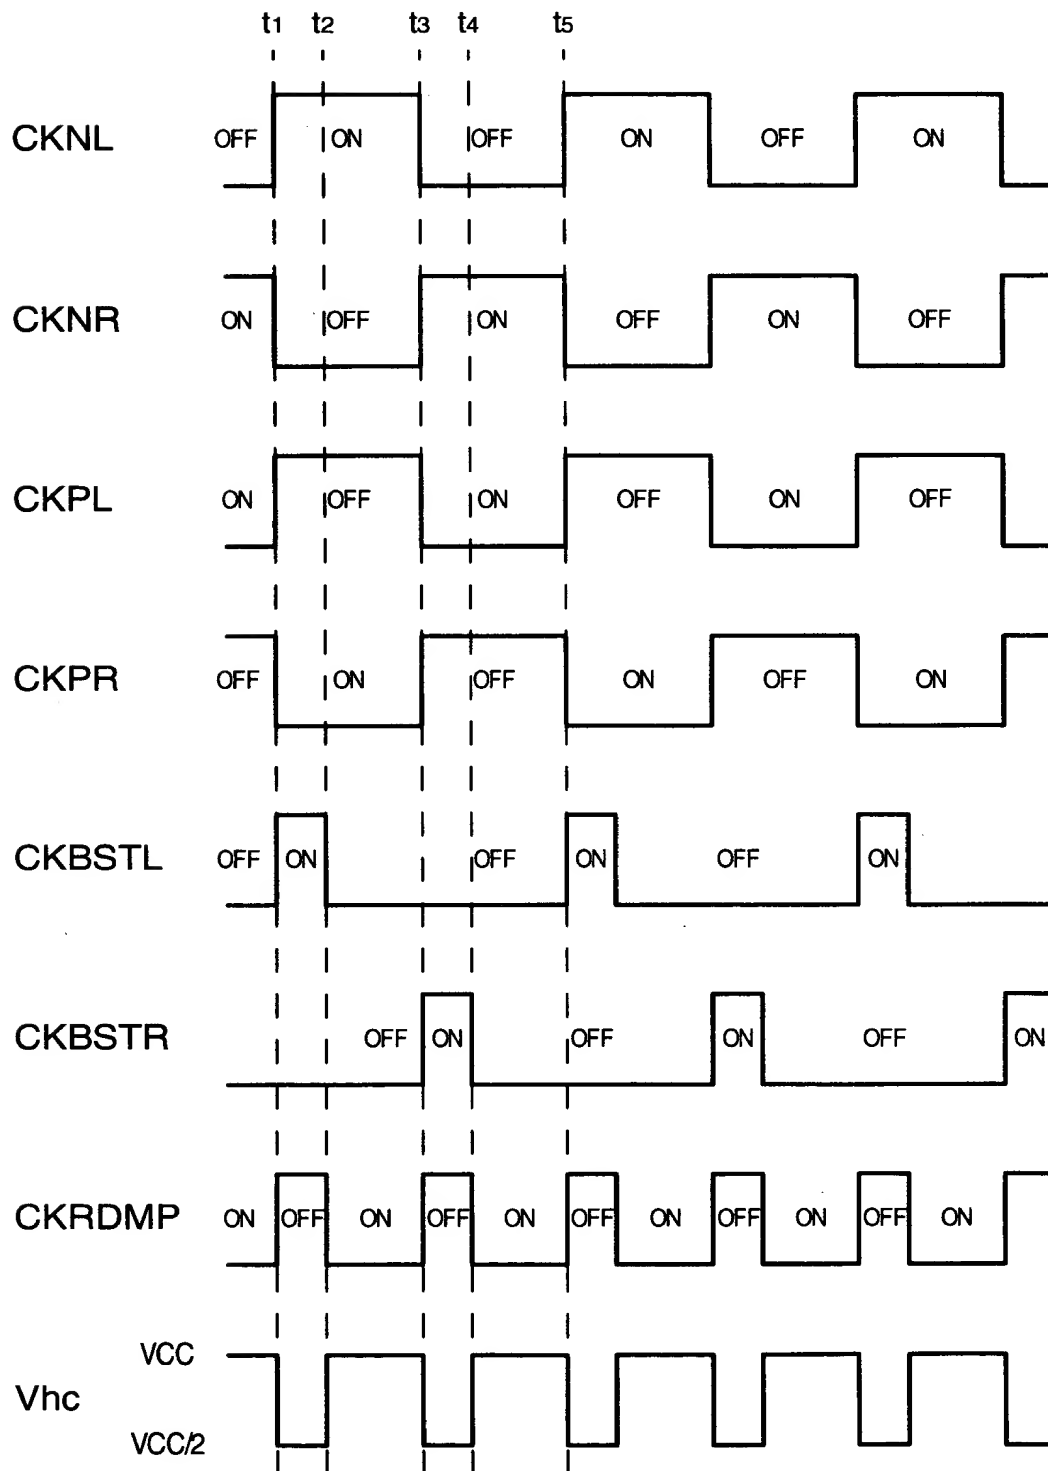 t1 t2 t3 t4 t5
CKNL OFF ON OFF ON OFF ON
CKNR ON OFF ON OFF ON OFF
CKPL ON OFF ON OFF ON OFF
CKPR OFF ON OFF ON OFF ON
CKBSTL OFF ON OFF ON OFF ON
CKBSTR OFF ON OFF ON OFF ON
CKRDMP ON OFF ON OFF ON OFF ON OFF ON OFF ON
VCC
Vhc
VCC/2